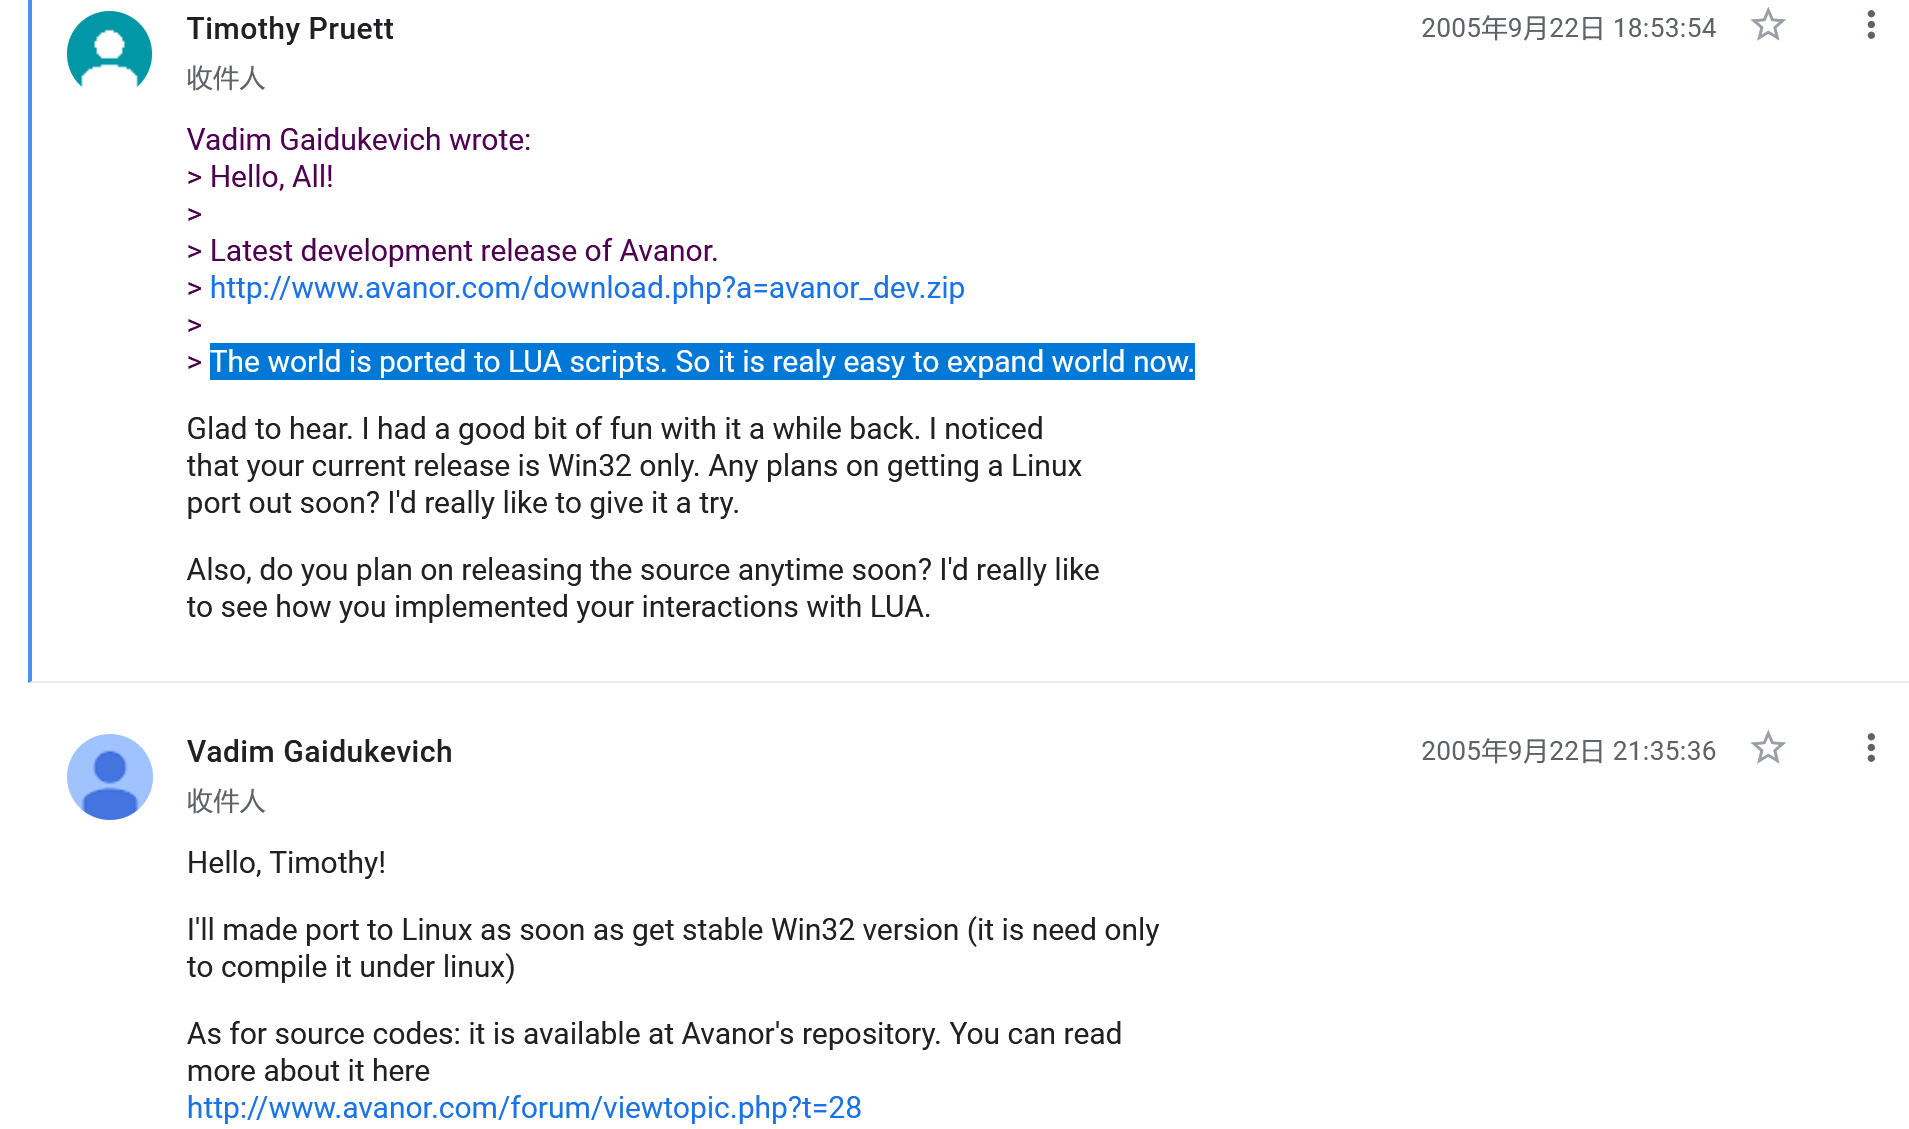 Timothy Pruett
2005年9月22日 18:53:54
收件人
Vadim Gaidukevich wrote:
> Hello, All!
>
> Latest development release of Avanor.
> http://www.avanor.com/download.php?a=avanor_dev.zip
>
> The world is ported to LUA scripts. So it is realy easy to expand world now.
Glad to hear. I had a good bit of fun with it a while back. I noticed
that your current release is Win32 only. Any plans on getting a Linux
port out soon? I'd really like to give it a try.
Also, do you plan on releasing the source anytime soon? I'd really like
to see how you implemented your interactions with LUA.
Vadim Gaidukevich
2005年9月22日 21:35:36
收件人
Hello, Timothy!
I'll made port to Linux as soon as get stable Win32 version (it is need only
to compile it under linux)
As for source codes: it is available at Avanor's repository. You can read
more about it here
http://www.avanor.com/forum/viewtopic.php?t=28